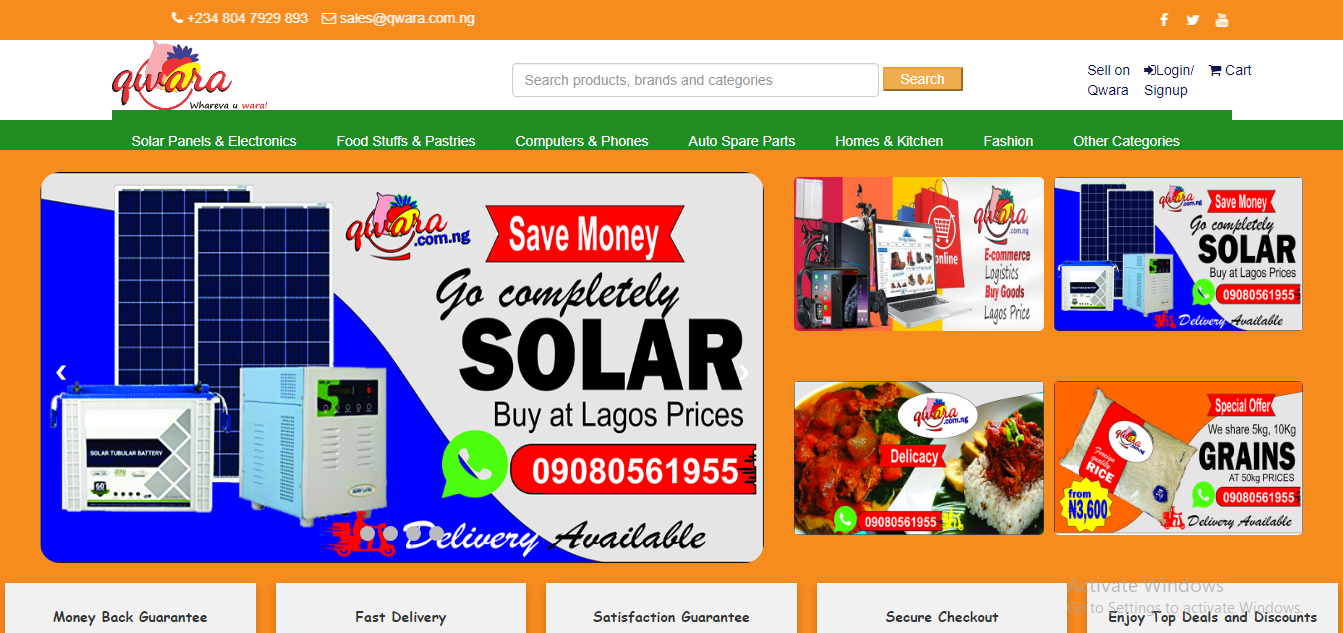 +234 804 7929 893 sales@qwara.com.ng
qwara
Whareva u wara!
Search products, brands and categories
Search
Sell on
Qwara
Login/
Signup
Cart
Solar Panels & Electronics Food Stuffs & Pastries Computers & Phones Auto Spare Parts Homes & Kitchen Fashion Other Categories
qwara
.com.ng
Save Money
Go completely
SOLAR
Buy at Lagos Prices
09080561955
Delivery Available
SOLAR TUBULAR BATTERY
qwara
.com.ng
online
E-commerce
Logistics
Buy Goods
Lagos Price
qwara
.com.ng
Save Money
Go completely
SOLAR
Buy at Lagos Prices
09080561955
Delivery Available
SOLAR TUBULAR BATTERY
qwara
.com.ng
Delicacy
09080561955
qwara
.com.ng
Foreign
quality
RICE
from
₦3,600
Special Offer
We share 5kg, 10Kg
GRAINS
AT 50kg PRICES
09080561955
Delivery Available
Money Back Guarantee
Fast Delivery
Satisfaction Guarantee
Secure Checkout
Enjoy Top Deals and Discounts
Activate Windows
Go to Settings to activate Windows.